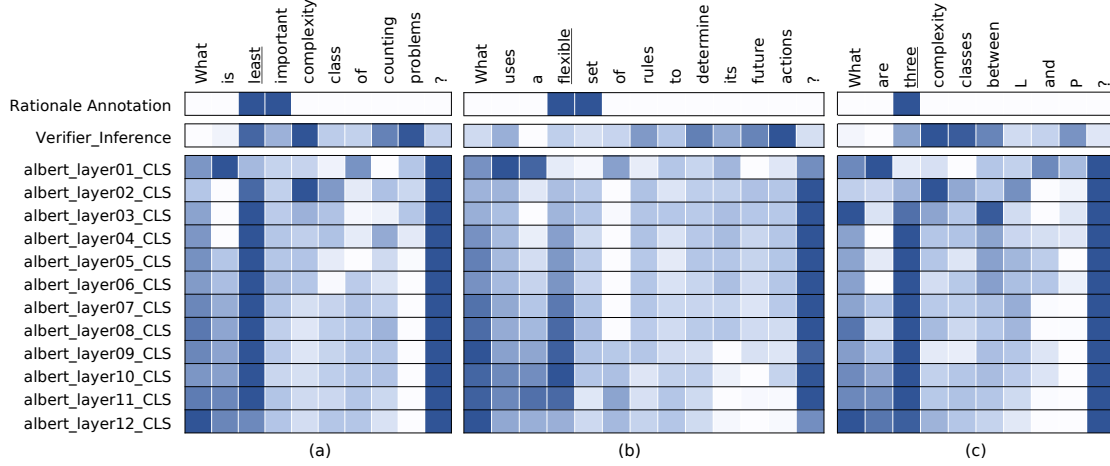 What is least important complexity class of counting problems ?
What uses a flexible set of rules to determine its future actions ?
What are three complexity classes between L and P ?
Rationale Annotation
Verifier_Inference
albert_layer01_CLS
albert_layer02_CLS
albert_layer03_CLS
albert_layer04_CLS
albert_layer05_CLS
albert_layer06_CLS
albert_layer07_CLS
albert_layer08_CLS
albert_layer09_CLS
albert_layer10_CLS
albert_layer11_CLS
albert_layer12_CLS
(a) (b) (c)